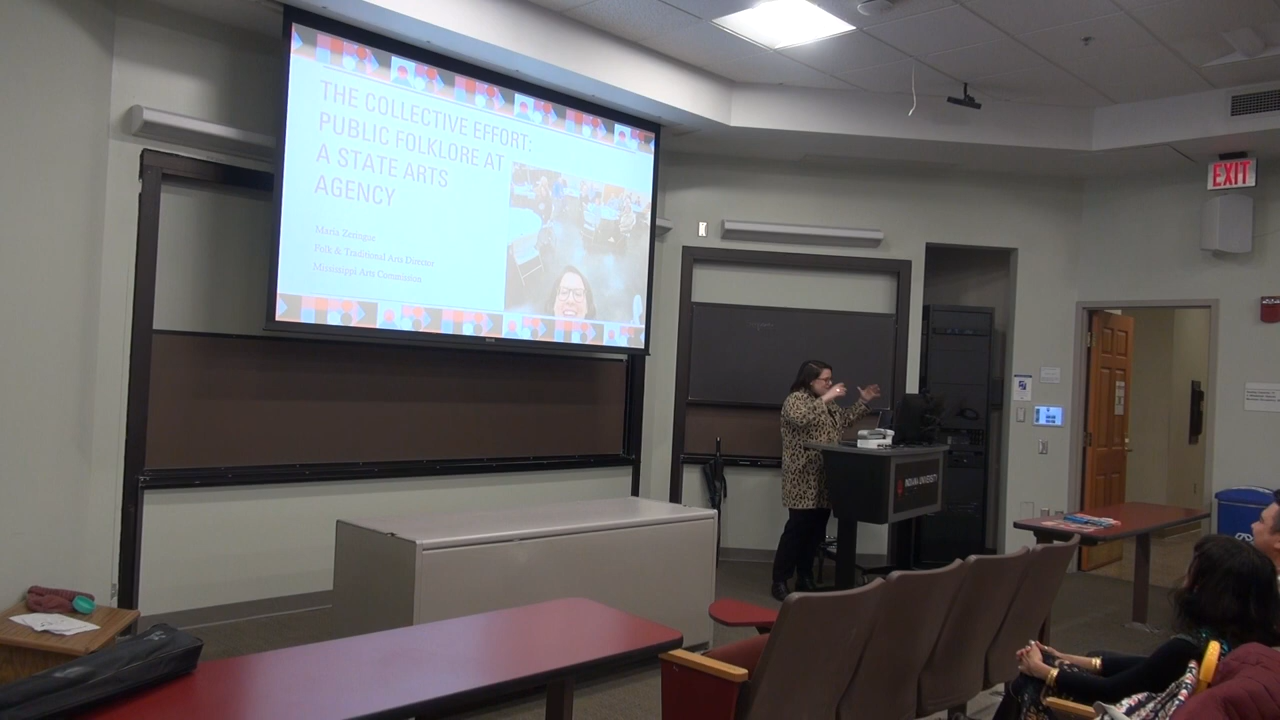 THE COLLECTIVE EFFORT:
PUBLIC FOLKLORE AT
A STATE ARTS
AGENCY
Maria Zeringue
Folk & Traditional Arts Director
Mississippi Arts Commission
EXIT
INDIANA UNIVERSITY